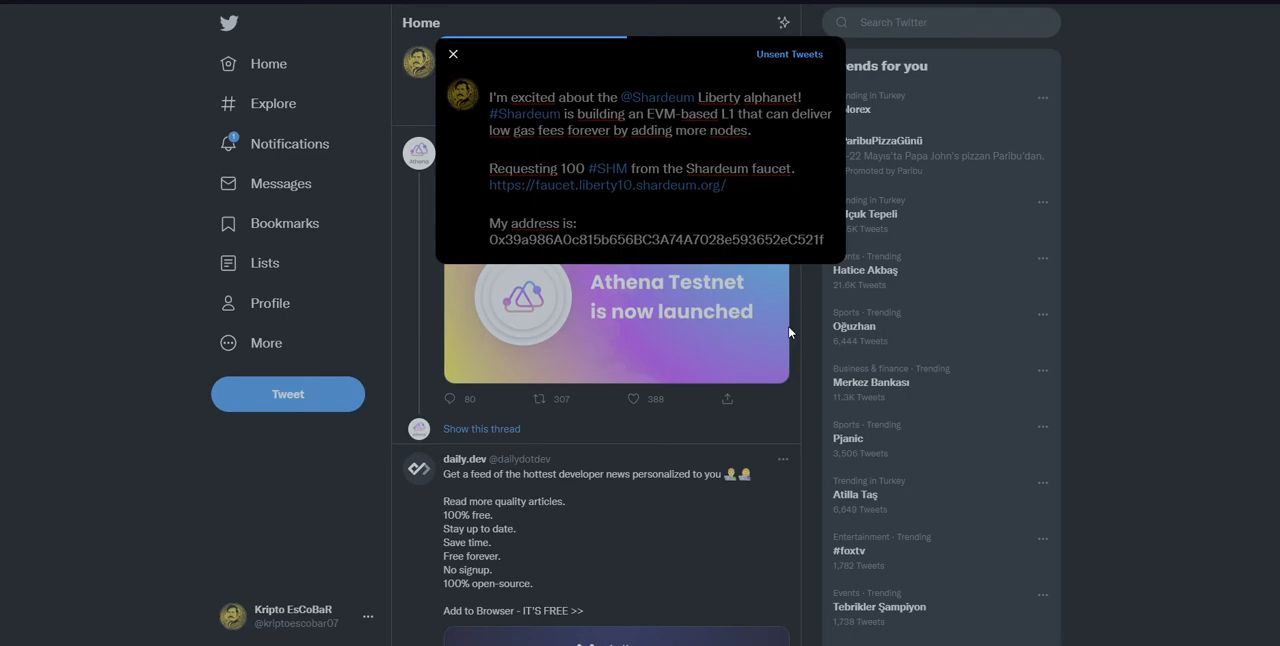 Home
Explore
1
Notifications
Messages
Bookmarks
Lists
Profile
More
Tweet
Kripto EsCoBaR
@kriptoescobar07
Home
Unsent Tweets
I'm excited about the @Shardeum Liberty alphanet!
#Shardeum is building an EVM-based L1 that can deliver
low gas fees forever by adding more nodes.
Requesting 100 #SHM from the Shardeum faucet.
https://faucet.liberty10.shardeum.org/
My address is:
0x39a986A0c815b656BC3A74A7028e593652eC521f
Athena
Athena Testnet
is now launched
80
307
388
Show this thread
daily.dev @dailydotdev
Get a feed of the hottest developer news personalized to you
Read more quality articles.
100% free.
Stay up to date.
Save time.
Free forever.
No signup.
100% open-source.
Add to Browser - IT'S FREE >>
Search Twitter
ends for you
nding in Turkey
lorex
ParibuPizzaGünü
-22 Mayıs'ta Papa John's pizzan Paribu'dan.
Promoted by Paribu
nding in Turkey
lçuk Tepeli
5K Tweets
nts · Trending
Hatice Akbaş
21.6K Tweets
Sports · Trending
Oğuzhan
6,444 Tweets
Business & finance · Trending
Merkez Bankası
11.3K Tweets
Sports · Trending
Pjanic
3,506 Tweets
Trending in Turkey
Atilla Taş
6,649 Tweets
Entertainment · Trending
#foxtv
1,782 Tweets
Events · Trending
Tebrikler Şampiyon
1,738 Tweets